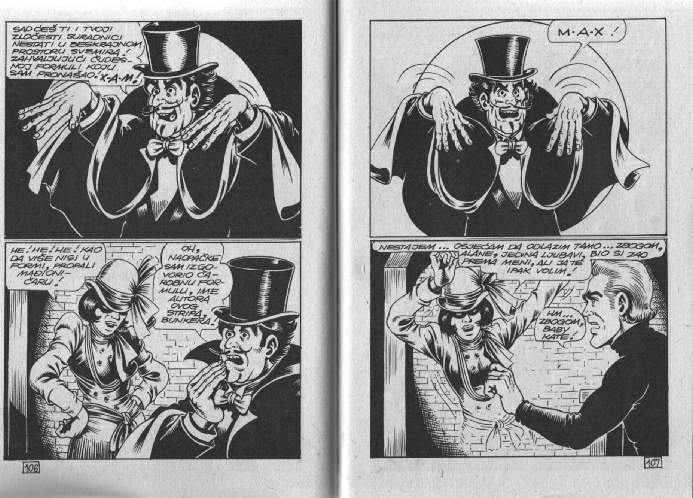 SAD ĆEŠ TI I TVOJI
ZLOČESTI SURADNICI
NESTATI U BESKRAJNOM
PROSTORU SVEMIRA!
ZAHVALJUJUĆI ČUDES-
NOJ FORMULI KOJU
SAM PRONAŠAO! X-A-M!
HE! HE! HE! KAO
DA VIŠE NISI U
FORMI, PROPALI
MAĐIONI-
ČARU!
OH,
NAOPAČKE
SAM IZGO-
VORIO ČA-
ROBNU FOR-
MULU, IME
AUTORA
OVOG
STRIPA,
BUNKERA!
106
M-A-X!
NESTAJEM... OSJEĆAM DA ODLAZIM TAMO... ZBOGOM,
ALANE, JEDINA LJUBAVI, BIO SI ZAO
PREMA MENI, ALI JA TE
IPAK VOLIM!
HM...
ZBOGOM,
BABY
KATE!
107